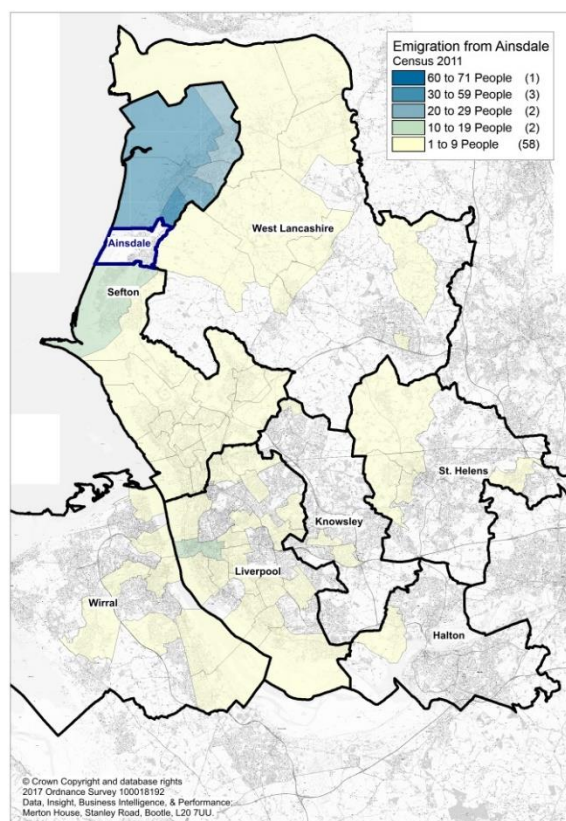 Emigration from Ainsdale
Census 2011
60 to 71 People (1)
30 to 59 People (3)
20 to 29 People (2)
10 to 19 People (2)
1 to 9 People (58)
West Lancashire
Ainsdale
Sefton
St. Helens
Knowsley
Liverpool
Wirral
Halton
© Crown Copyright and database rights
2017 Ordnance Survey 100018192
Data, Insight, Business Intelligence, & Performance:
Merton House, Stanley Road, Bootle, L20 7UU.